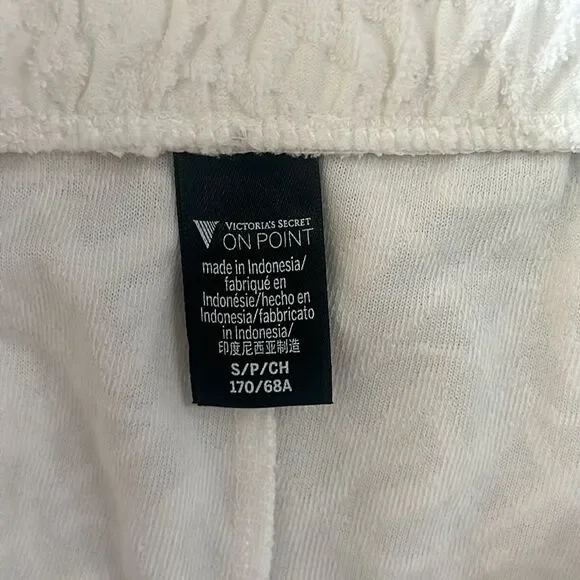 VICTORIA'S SECRET
ON POINT
made in Indonesia/
fabriqué en
Indonésie/hecho en
Indonesia/fabbricato
in Indonesia/
印度尼西亚制造
S/P/CH
170/68A